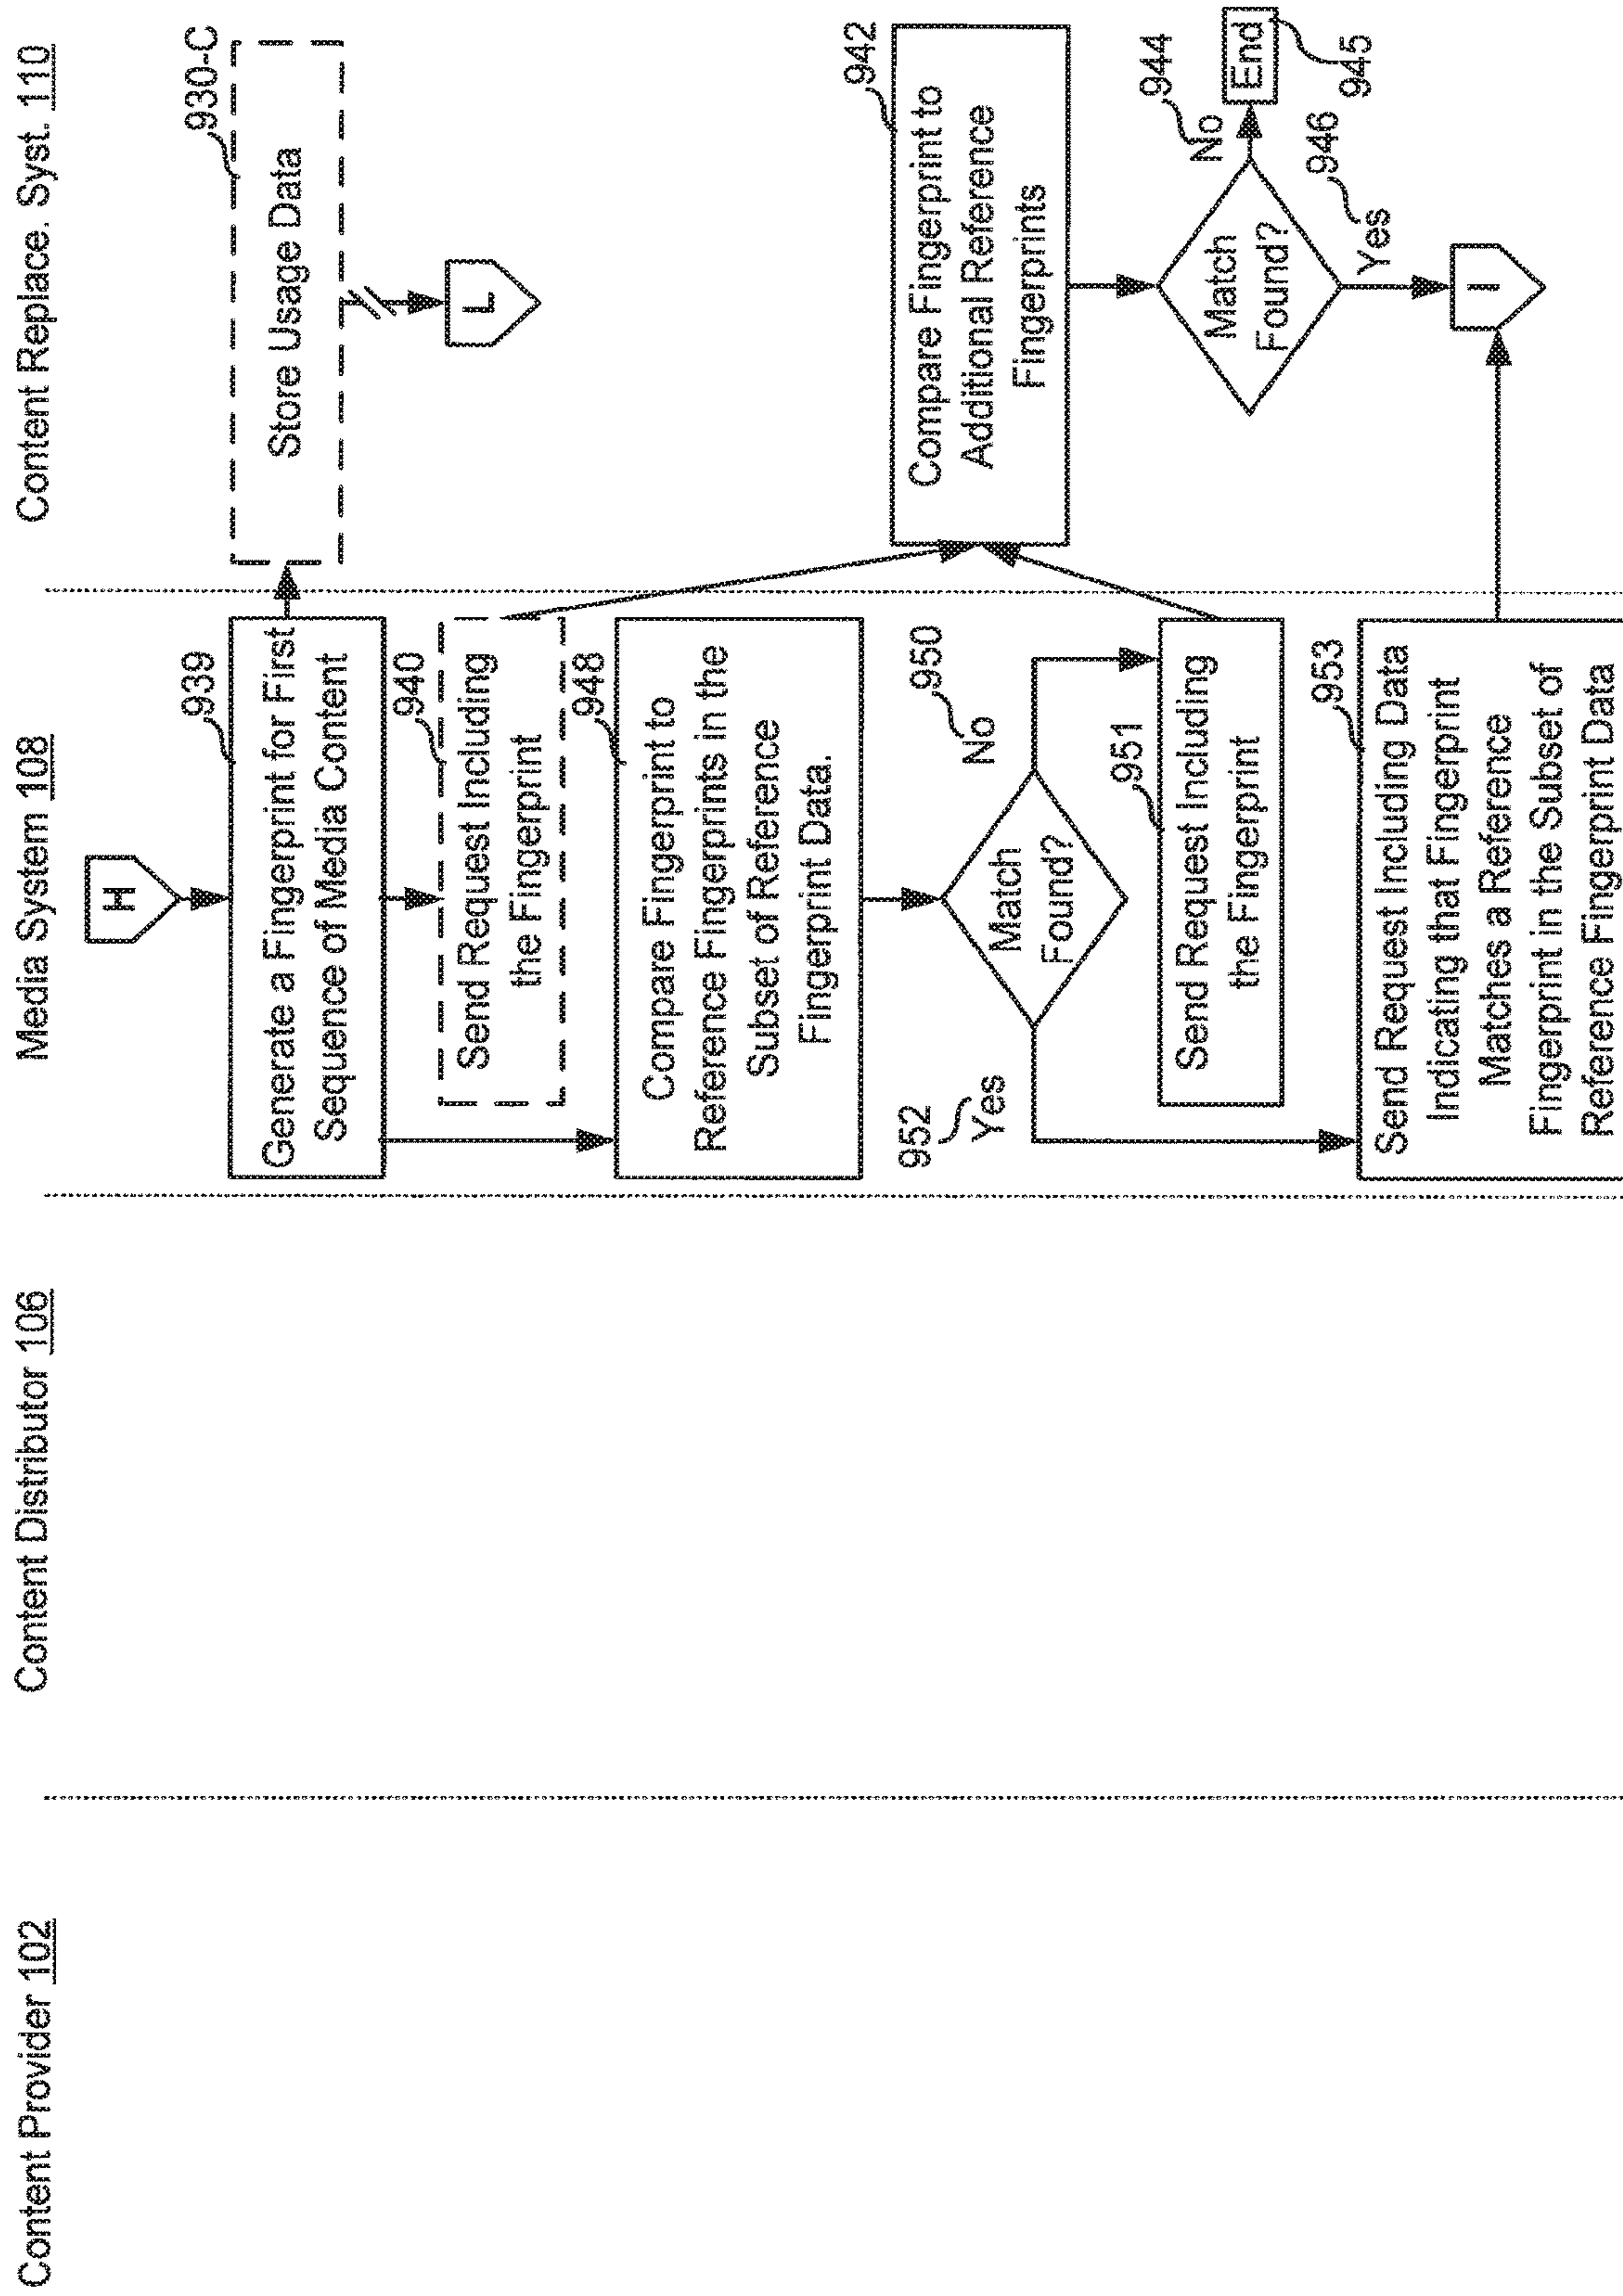 Content Provider 102
Content Distributor 106
Media System 108
Content Replace. Syst. 110
H
939
Generate a Fingerprint for First
Sequence of Media Content
930-C
Store Usage Data
L
940
Send Request Including
the Fingerprint
948
Compare Fingerprint to
Reference Fingerprints in the
Subset of Reference
Fingerprint Data.
942
Compare Fingerprint to
Additional Reference
Fingerprints
952
Yes
Match
Found?
No
950
951
Send Request Including
the Fingerprint
Match
Found?
No
944
End
945
Yes
946
I
953
Send Request Including Data
Indicating that Fingerprint
Matches a Reference
Fingerprint in the Subset of
Reference Fingerprint Data